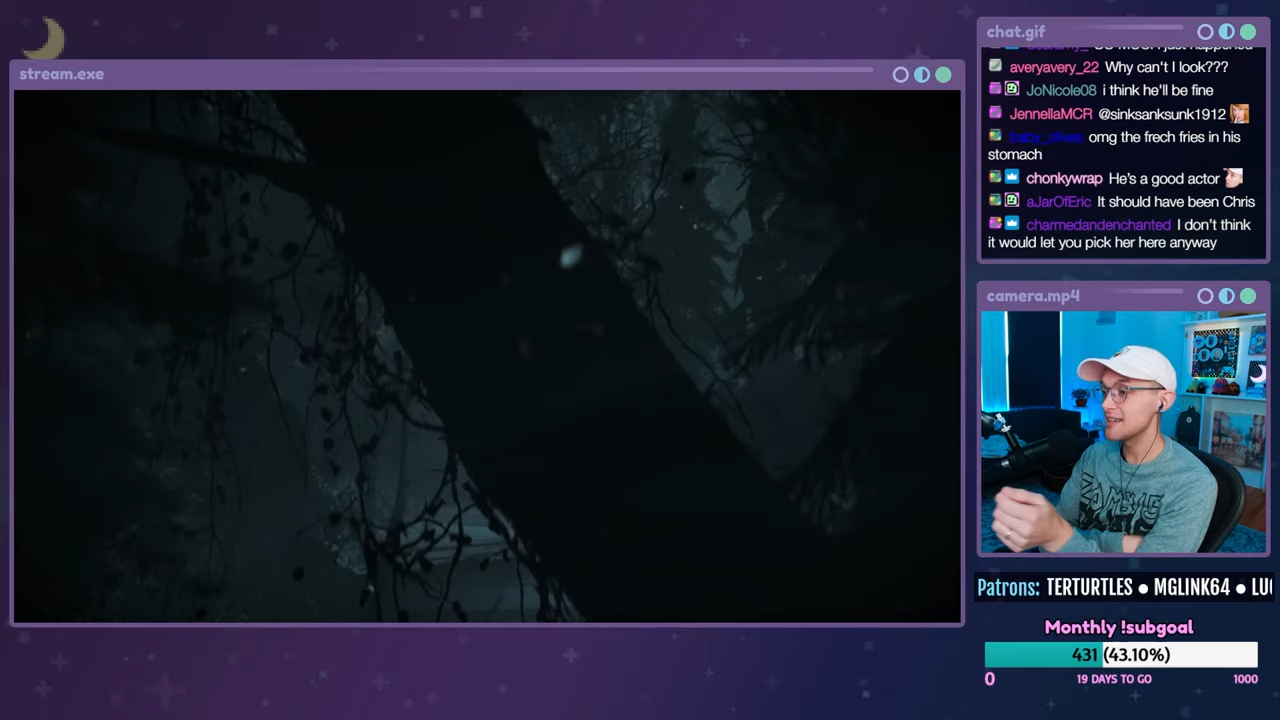 stream.exe
chat.gif
averyavery_22 Why can't I look???
JoNicole08 i think he'll be fine
JennellaMCR @sinksanksunk1912
baby_olives omg the frech fries in his
stomach
chonkywrap He's a good actor
aJarOfEric It should have been Chris
charmedandenchanted I don't think
it would let you pick her here anyway
camera.mp4
Patrons: TERTURTLES ● MGLINK64 ●
Monthly !subgoal
431 (43.10%)
0 19 DAYS TO GO 1000